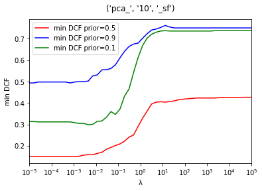 ('pca_', '10', '_sf')
min DCF prior=0.5
min DCF prior=0.9
min DCF prior=0.1
min DCF
0.7
0.6
0.5
0.4
0.3
0.2
10⁻⁵ 10⁻⁴ 10⁻³ 10⁻² 10⁻¹ 10⁰ 10¹ 10² 10³ 10⁴ 10⁵
λ